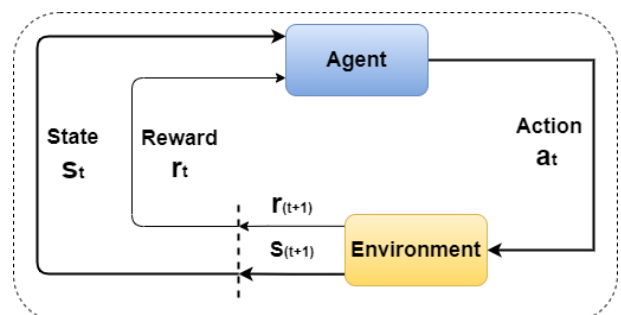 Agent
State
St
Reward
rt
Action
at
r(t+1)
S(t+1)
Environment